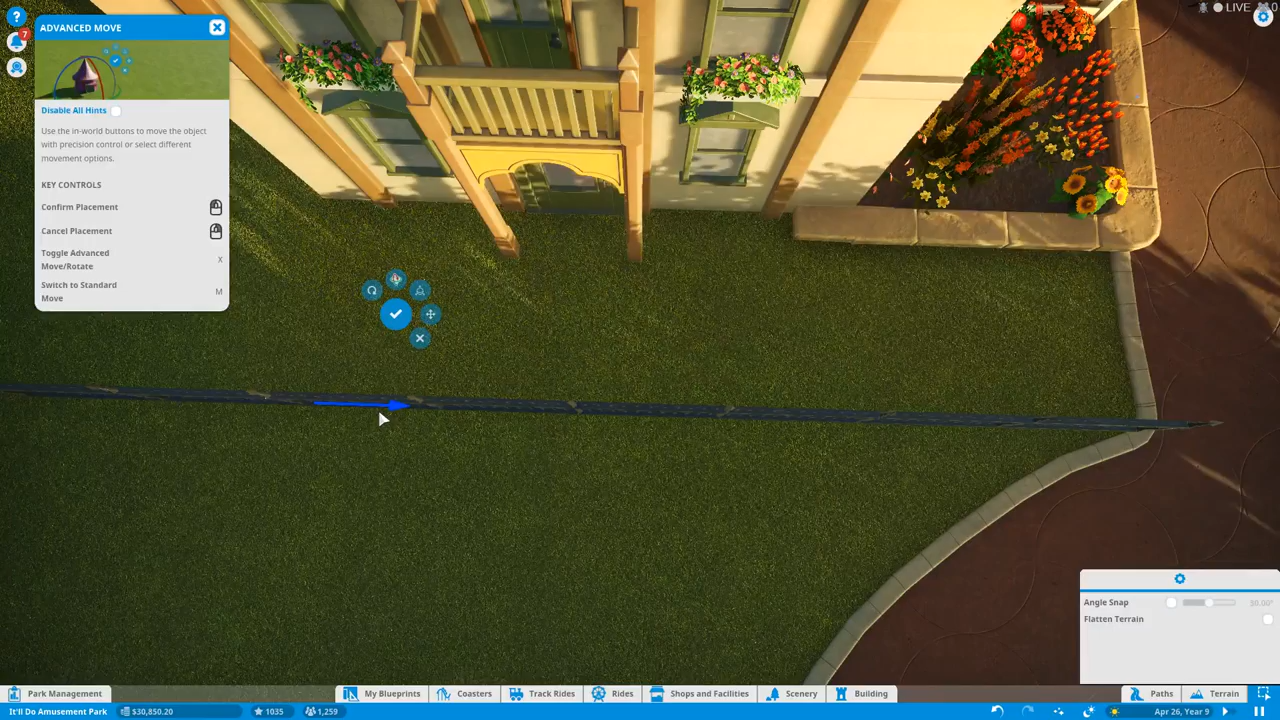 LIVE
0
?
7
ADVANCED MOVE
Disable All Hints
Use the in-world buttons to move the object
with precision control or select different
movement options.
KEY CONTROLS
Confirm Placement
Cancel Placement
Toggle Advanced
Move/Rotate
X
Switch to Standard
Move
M
Angle Snap
30.00°
Flatten Terrain
Park Management
My Blueprints
Coasters
Track Rides
Rides
Shops and Facilities
Scenery
Building
Paths
Terrain
It'll Do Amusement Park
$30,850.20
1035
1,259
Apr 26, Year 9